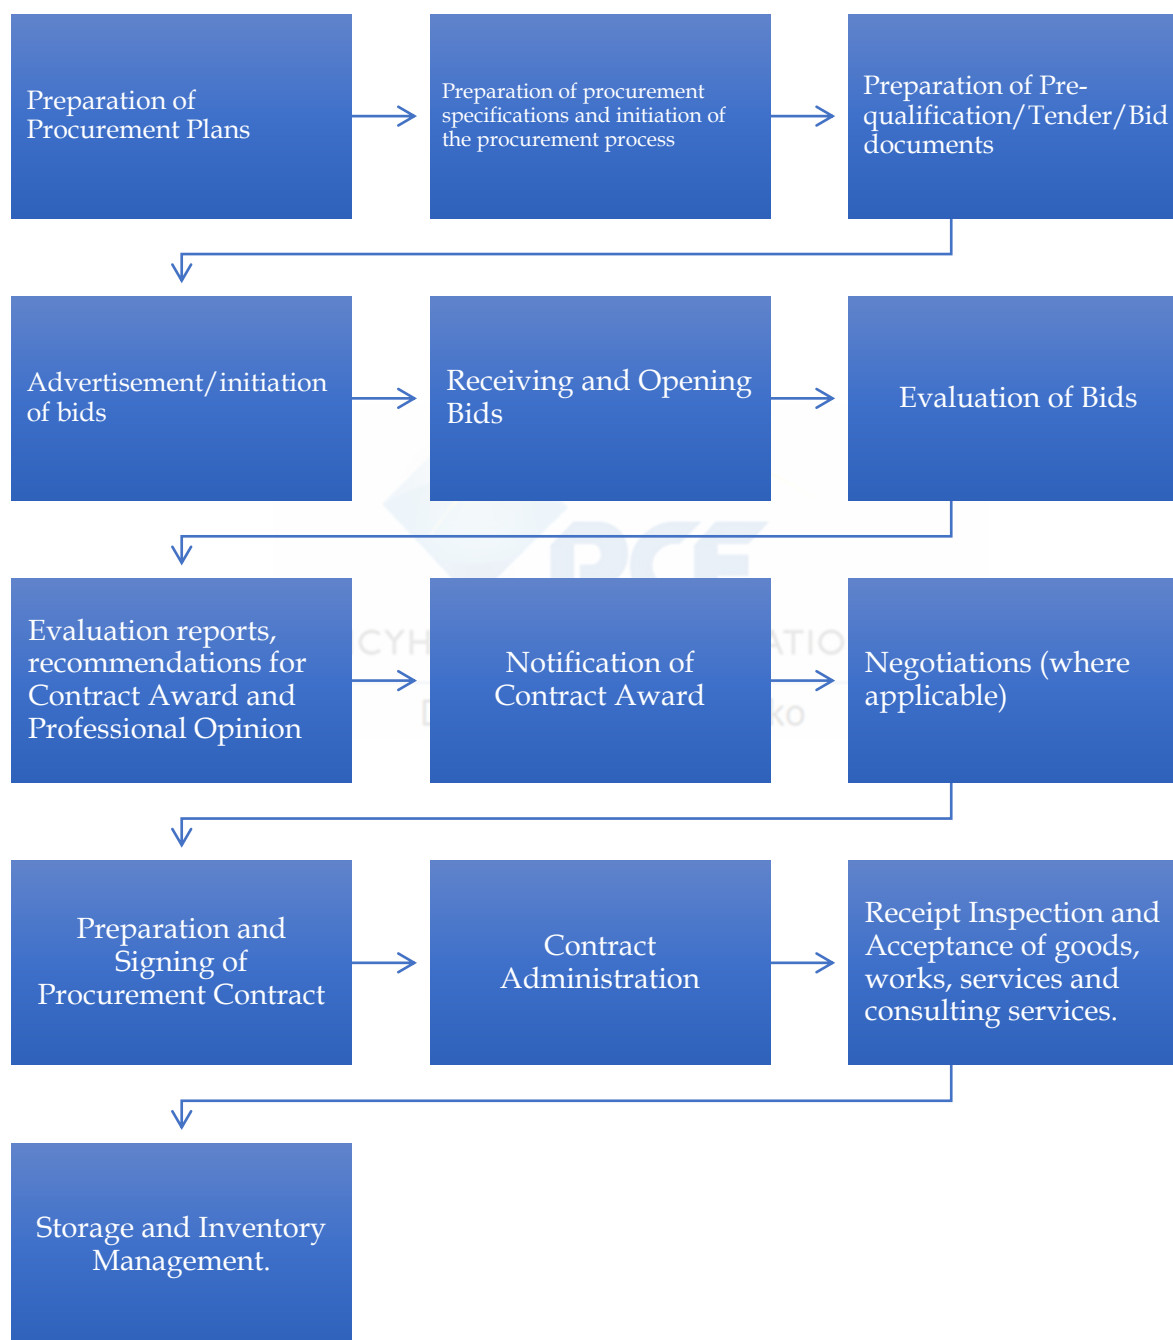 Preparation of
Procurement Plans
Preparation of procurement
specifications and initiation of
the procurement process
Preparation of Pre-
qualification/Tender/Bid
documents
Advertisement/initiation
of bids
Receiving and Opening
Bids
Evaluation of Bids
Evaluation reports,
recommendations for
Contract Award and
Professional Opinion
Notification of
Contract Award
Negotiations (where
applicable)
Preparation and
Signing of
Procurement Contract
Contract
Administration
Receipt Inspection and
Acceptance of goods,
works, services and
consulting services.
Storage and Inventory
Management.